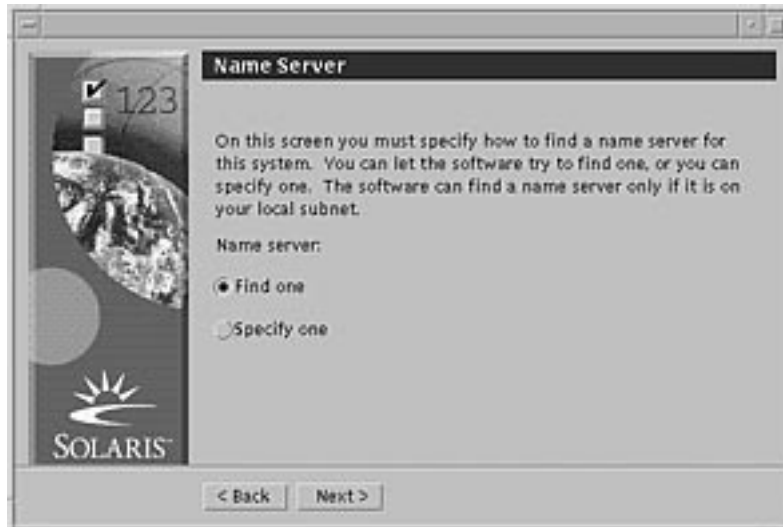 Name Server
123
On this screen you must specify how to find a name server for
this system. You can let the software try to find one, or you can
specify one. The software can find a name server only if it is on
your local subnet.
Name server:
Find one
Specify one
SOLARIS™
< Back
Next >